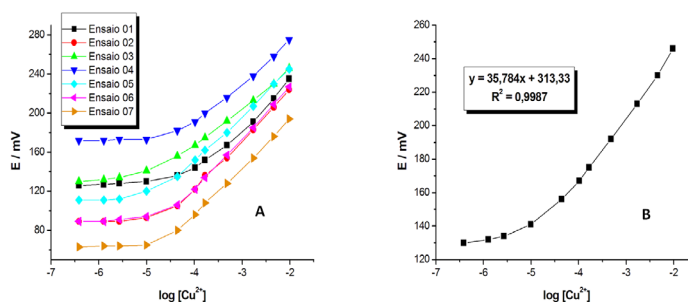 Ensaio 01
Ensaio 02
Ensaio 03
Ensaio 04
Ensaio 05
Ensaio 06
Ensaio 07
280
240
200
160
120
80
E / mV
-7 -6 -5 -4 -3 -2 -1
log [Cu²⁺]
A
260
240
220
200
180
160
140
120
E / mV
y = 35,784x + 313,33
R² = 0,9987
-7 -6 -5 -4 -3 -2 -1
log [Cu²⁺]
B